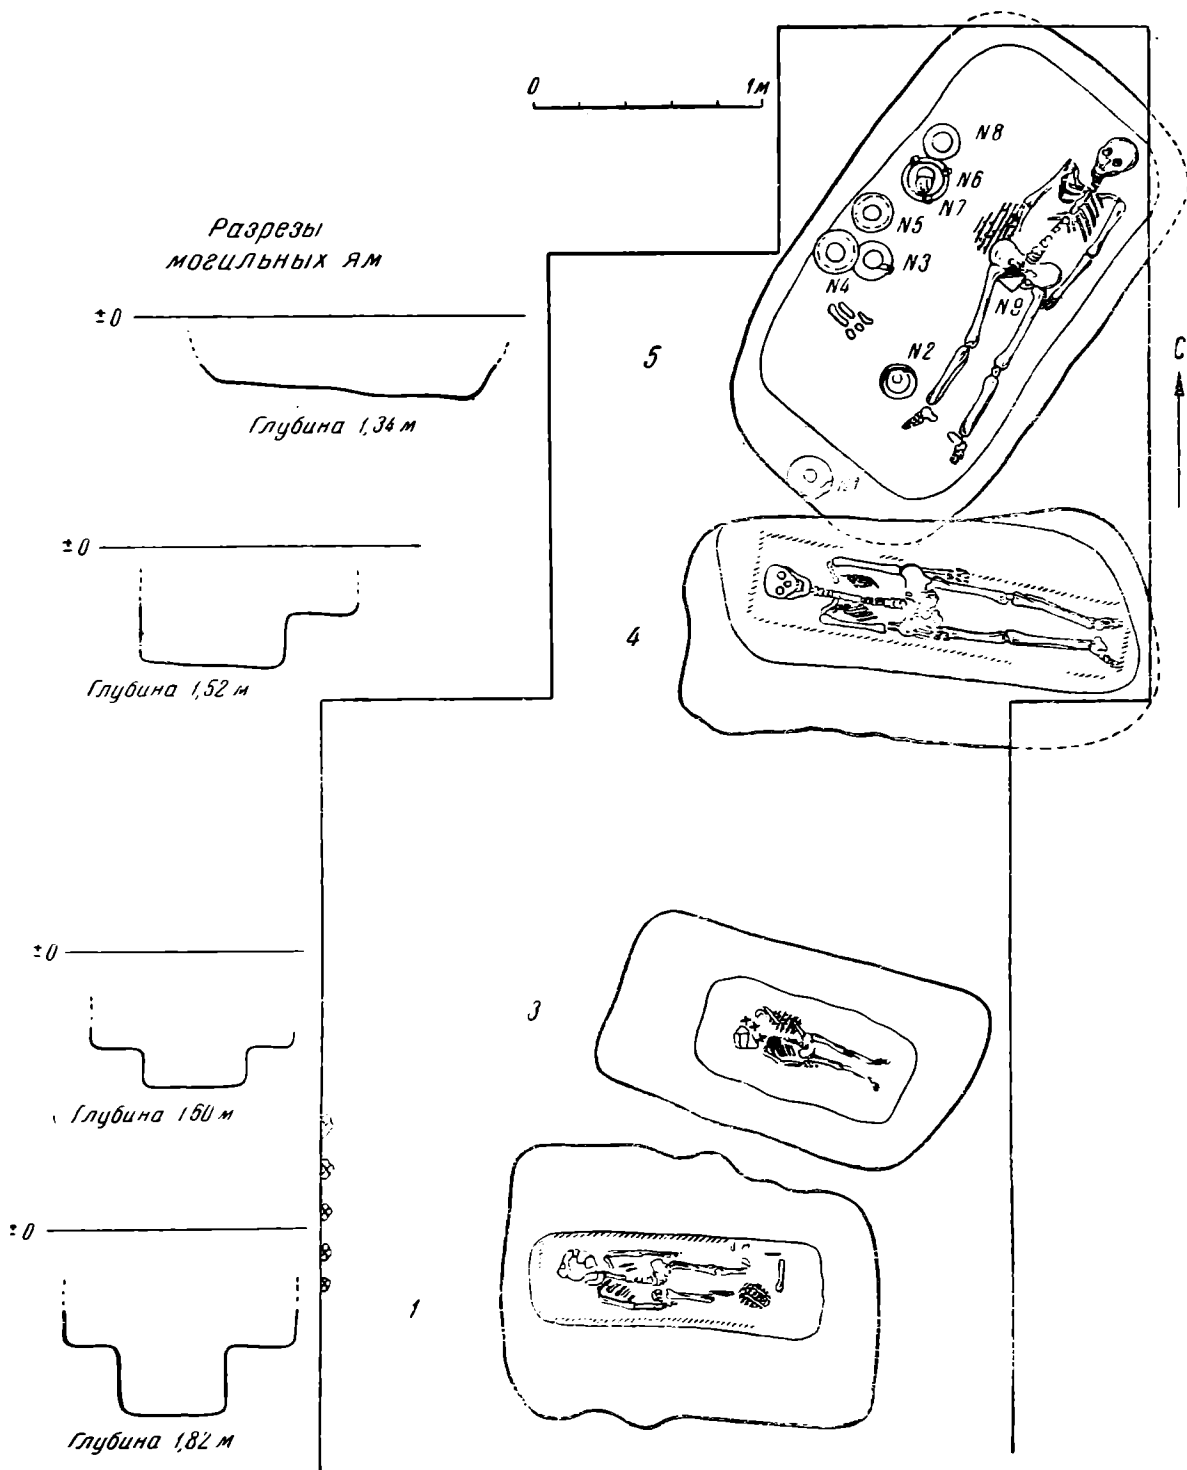 0 1м
N8
N6
N7
N5
N3
N4
N9
N2
N1
Разрезы
могильных ям
±0
Глубина 1,34 м
5
С
±0
Глубина 1,52 м
4
±0
Глубина 1,60 м
3
±0
Глубина 1,82 м
1